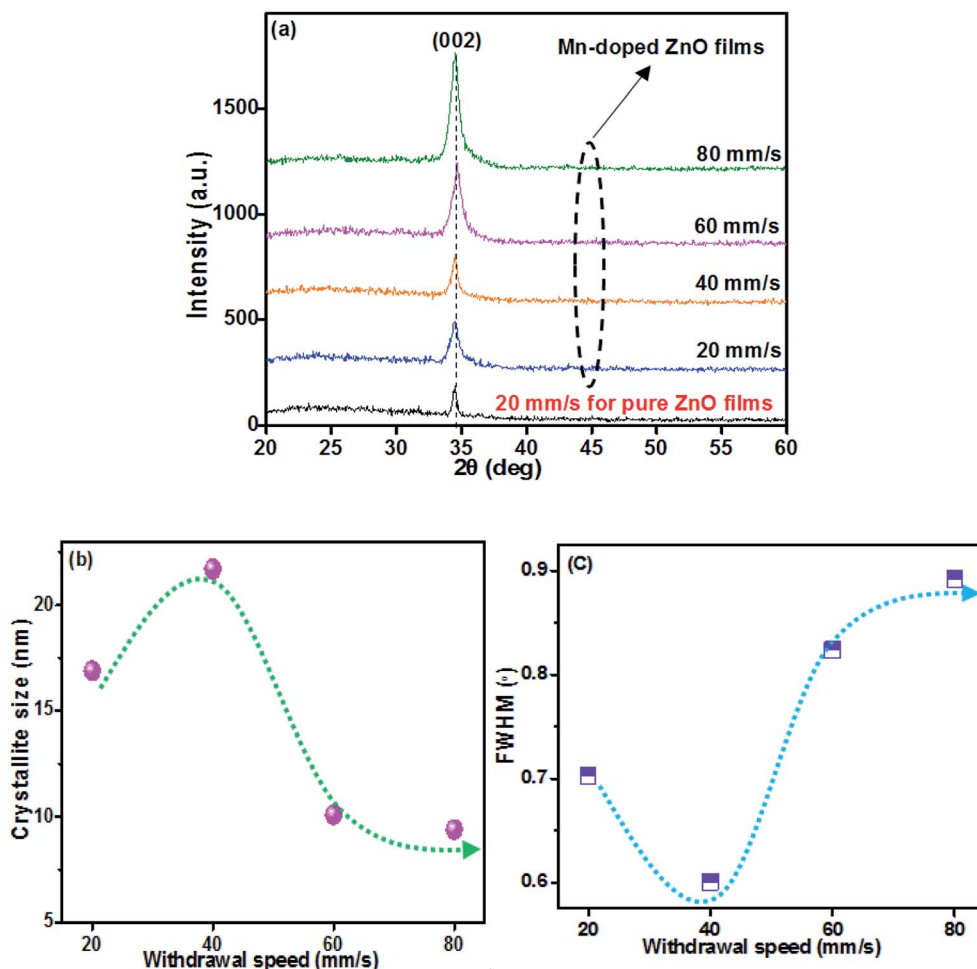 (a)
(002)
Mn-doped ZnO films
1500
1000
500
0
Intensity (a.u.)
80 mm/s
60 mm/s
40 mm/s
20 mm/s
20 mm/s for pure ZnO films
20 25 30 35 40 45 50 55 60
2θ (deg)
(b)
20
15
10
5
Crystallite size (nm)
20 40 60 80
Withdrawal speed (mm/s)
(C)
0.9
0.8
0.7
0.6
FWHM (°)
20 40 60 80
Withdrawal speed (mm/s)